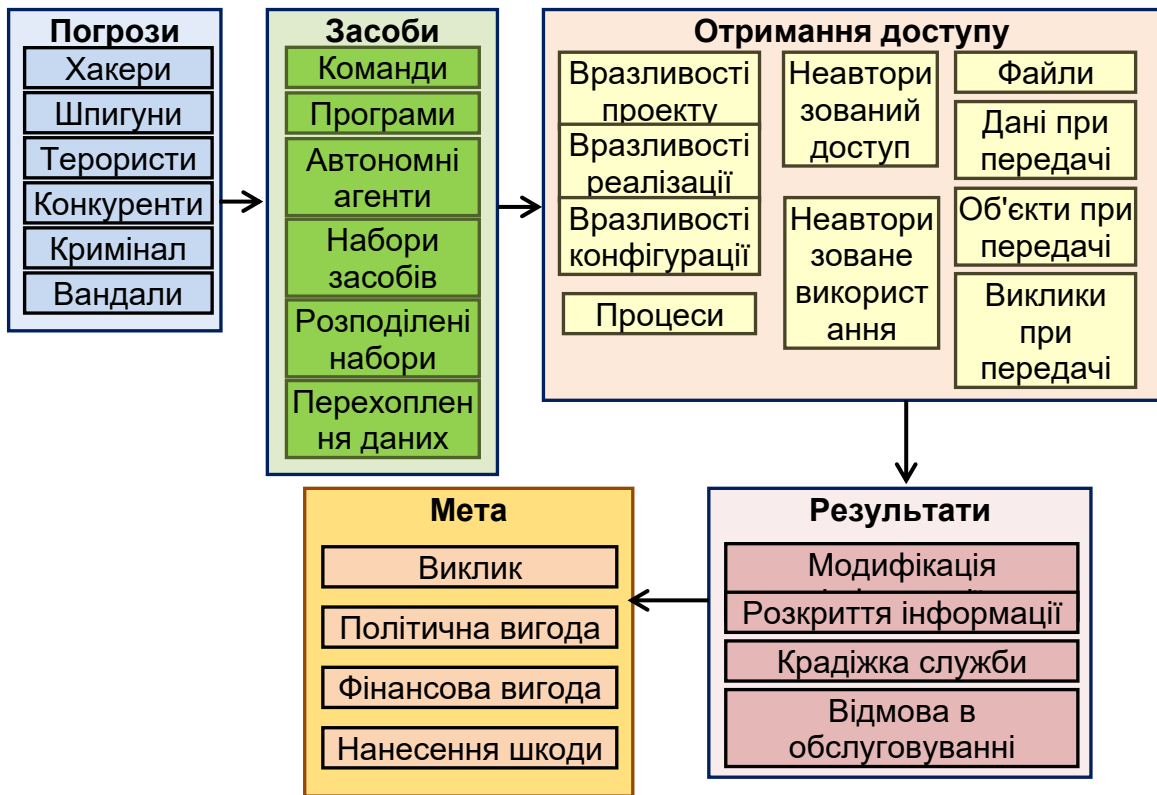 Погрози
Хакери
Шпигуни
Терористи
Конкуренти
Кримінал
Вандали
Засоби
Команди
Програми
Автономні
агенти
Набори
засобів
Розподілені
набори
Перехоплен
ня даних
Отримання доступу
Вразливості
проекту
Вразливості
реалізації
Вразливості
конфігурації
Процеси
Неавтори
зований
доступ
Неавтори
зоване
використ
ання
Файли
Дані при
передачі
Об'єкти при
передачі
Виклики
при
передачі
Мета
Виклик
Політична вигода
Фінансова вигода
Нанесення шкоди
Результати
Модифікація
Розкриття інформації
Крадіжка служби
Відмова в
обслуговуванні